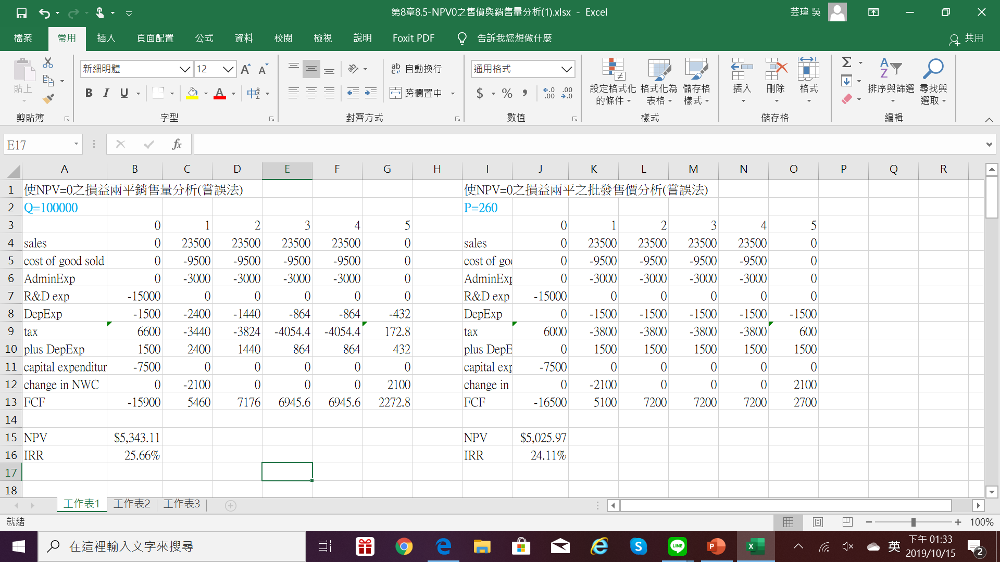 第8章8.5-NPV0之售價與銷售量分析(1).xlsx - Excel
芸瑋 吳
檔案 常用 插入 頁面配置 公式 資料 校閱 檢視 說明 Foxit PDF 告訴我您想做什麼 共用
貼上
剪貼簿
新細明體 12
B I U
字型
自動換行
跨欄置中
對齊方式
通用格式
$ % ,
數值
設定格式化的條件
格式化為表格
儲存格樣式
樣式
插入 刪除 格式
儲存格
排序與篩選 尋找與選取
編輯
E17 fx
A B C D E F G H I J K L M N O P Q R
1 使NPV=0之損益兩平銷售量分析(嘗誤法) 使NPV=0之損益兩平之批發售價分析(嘗誤法)
2 Q=100000 P=260
3 0 1 2 3 4 5 0 1 2 3 4 5
4 sales 0 23500 23500 23500 23500 0 sales 0 23500 23500 23500 23500 0
5 cost of good sold 0 -9500 -9500 -9500 -9500 0 cost of goo 0 -9500 -9500 -9500 -9500 0
6 AdminExp 0 -3000 -3000 -3000 -3000 0 AdminExp 0 -3000 -3000 -3000 -3000 0
7 R&D exp -15000 0 0 0 0 0 R&D exp -15000 0 0 0 0 0
8 DepExp -1500 -2400 -1440 -864 -864 -432 DepExp 0 -1500 -1500 -1500 -1500 -1500
9 tax 6600 -3440 -3824 -4054.4 -4054.4 172.8 tax 6000 -3800 -3800 -3800 -3800 600
10 plus DepExp 1500 2400 1440 864 864 432 plus DepE 0 1500 1500 1500 1500 1500
11 capital expenditur -7500 0 0 0 0 0 capital exp -7500 0 0 0 0 0
12 change in NWC 0 -2100 0 0 0 2100 change in 0 -2100 0 0 0 2100
13 FCF -15900 5460 7176 6945.6 6945.6 2272.8 FCF -16500 5100 7200 7200 7200 2700
14
15 NPV $5,343.11 NPV $5,025.97
16 IRR 25.66% IRR 24.11%
17
18
工作表1 工作表2 工作表3
就緒 100%
在這裡輸入文字來搜尋
英
下午 01:33
2019/10/15
2